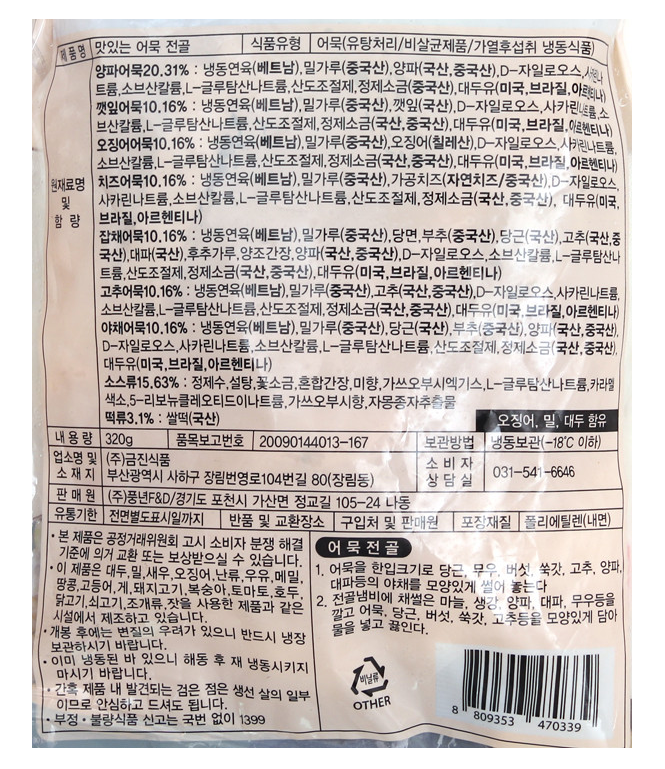 제품명 맛있는 어묵 전골 식품유형 어묵(유탕처리/비살균제품/가열후섭취 냉동식품)
원재료명 및 함 량
양파어묵20.31% : 냉동연육(베트남),밀가루(중국산),양파(국산,중국산),D-자일로오스,사카린나
트륨,소브산칼륨,L-글루탐산나트륨,산도조절제,정제소금(중국산),대두유(미국,브라질,아르헨티나)
깻잎어묵10.16% : 냉동연육(베트남),밀가루(중국산),깻잎(국산),D-자일로오스,사카린나트륨,소
브산칼륨,L-글루탐산나트륨,산도조절제,정제소금(국산,중국산),대두유(미국,브라질,아르헨티나)
오징어어묵10.16% : 냉동연육(베트남),밀가루(중국산),오징어(칠레산),D-자일로오스,사카린나트륨,
소브산칼륨,L-글루탐산나트륨,산도조절제,정제소금(국산,중국산),대두유(미국,브라질,아르헨티나)
치즈어묵10.16% : 냉동연육(베트남),밀가루(중국산),가공치즈(자연치즈/중국산),D-자일로오스,
사카린나트륨,소브산칼륨,L-글루탐산나트륨, 산도조절제,정제소금(국산,중국산), 대두유(미국,
브라질,아르헨티나)
잡채어묵10.16% : 냉동연육(베트남),밀가루(중국산),당면,부추(중국산),당근(국산),고추(국산,중
국산),대파(국산),후추가루,양조간장,양파(국산,중국산),D-자일로오스,소브산칼륨,L-글루탐산나
트륨,산도조절제,정제소금(국산,중국산),대두유(미국,브라질,아르헨티나)
고추어묵10.16% : 냉동연육(베트남),밀가루(중국산),고추(국산,중국산),D-자일로오스,사카린나트륨,
소브산칼륨,L-글루탐산나트륨,산도조절제,정제소금(국산,중국산),대두유(미국,브라질,아르헨티나)
야채어묵10.16% : 냉동연육(베트남),밀가루(중국산),당근(국산),부추(중국산),양파(국산,중국산),
D-자일로오스,사카린나트륨,소브산칼륨,L-글루탐산나트륨,산도조절제,정제소금(국산,중국산),
대두유(미국,브라질,아르헨티나)
소스류15.63% : 정제수,설탕,꽃소금,혼합간장,미향,가쓰오부시엑기스,L-글루탐산나트륨,카라멜
색소,5-리보뉴클레오티드이나트륨,가쓰오부시향,자몽종자추출물
떡류3.1% : 쌀떡(국산)
오징어, 밀, 대두 함유
내 용 량 320g 품목보고번호 20090144013-167 보관방법 냉동보관(-18℃ 이하)
업소명 및 소 재 지 (주)금진식품
부산광역시 사하구 장림번영로104번길 80(장림동)
소 비 자 상 담 실 031-541-6646
판 매 원 (주)풍년F&D/경기도 포천시 가산면 정교길 105-24 나동
유통기한 전면별도표시일까지 반품 및 교환장소 구입처 및 판매원 포장재질 폴리에틸렌(내면)
• 본 제품은 공정거래위원회 고시 소비자 분쟁 해결
기준에 의거 교환 또는 보상받으실 수 있습니다.
• 이 제품은 대두,밀,새우,오징어,난류,우유,메밀,
땅콩,고등어,게,돼지고기,복숭아,토마토,호두,
닭고기,쇠고기,조개류,잣을 사용한 제품과 같은
시설에서 제조하고 있습니다.
• 개봉 후에는 변질의 우려가 있으니 반드시 냉장
보관하시기 바랍니다.
• 이미 냉동된 바 있으니 해동 후 재 냉동시키지
마시기 바랍니다.
• 간혹 제품 내 발견되는 검은 점은 생선 살의 일부
이므로 안심하고 드셔도 됩니다.
• 부정 • 불량식품 신고는 국번 없이 1399
어묵전골
1. 어묵을 한입크기로 당근, 무우, 버섯, 쑥갓, 고추, 양파,
대파등의 야채를 모양있게 썰어 놓는다
2. 전골냄비에 채썰은 마늘, 생강, 양파, 대파, 무우등을
깔고 어묵, 당근, 버섯, 쑥갓, 고추등을 모양있게 담아
물을 넣고 끓인다.
비닐류
OTHER
8 809353 470339